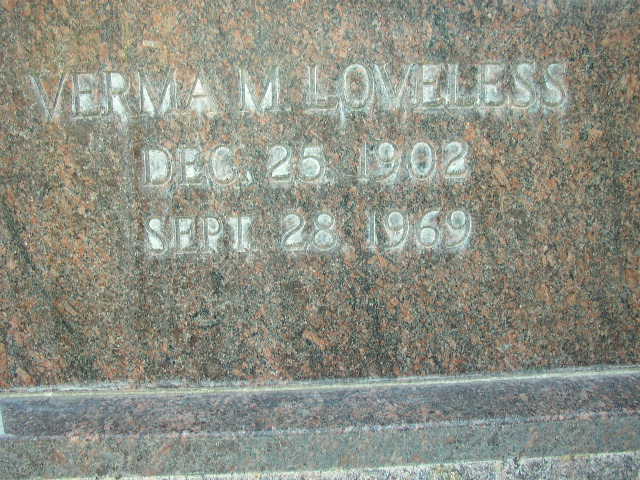 VERMA M. LOVELESS
DEC. 25, 1902
SEPT. 28, 1969